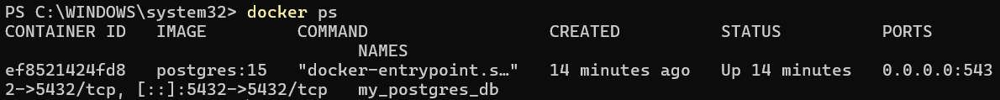 PS C:\WINDOWS\system32> docker ps
CONTAINER ID   IMAGE         COMMAND                  CREATED          STATUS          PORTS
                              NAMES
ef8521424fd8   postgres:15   "docker-entrypoint.s…"   14 minutes ago   Up 14 minutes   0.0.0.0:543
2->5432/tcp, [::]:5432->5432/tcp   my_postgres_db